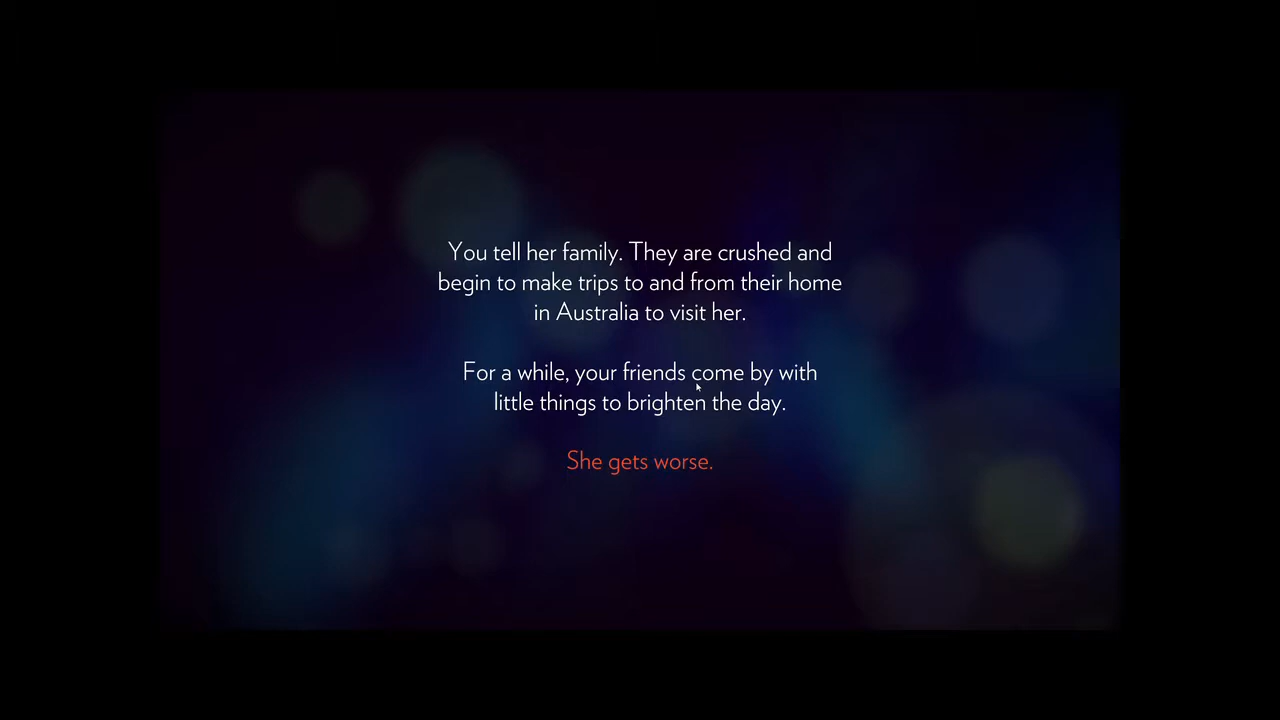 You tell her family. They are crushed and
begin to make trips to and from their home
in Australia to visit her.
For a while, your friends come by with
little things to brighten the day.
She gets worse.